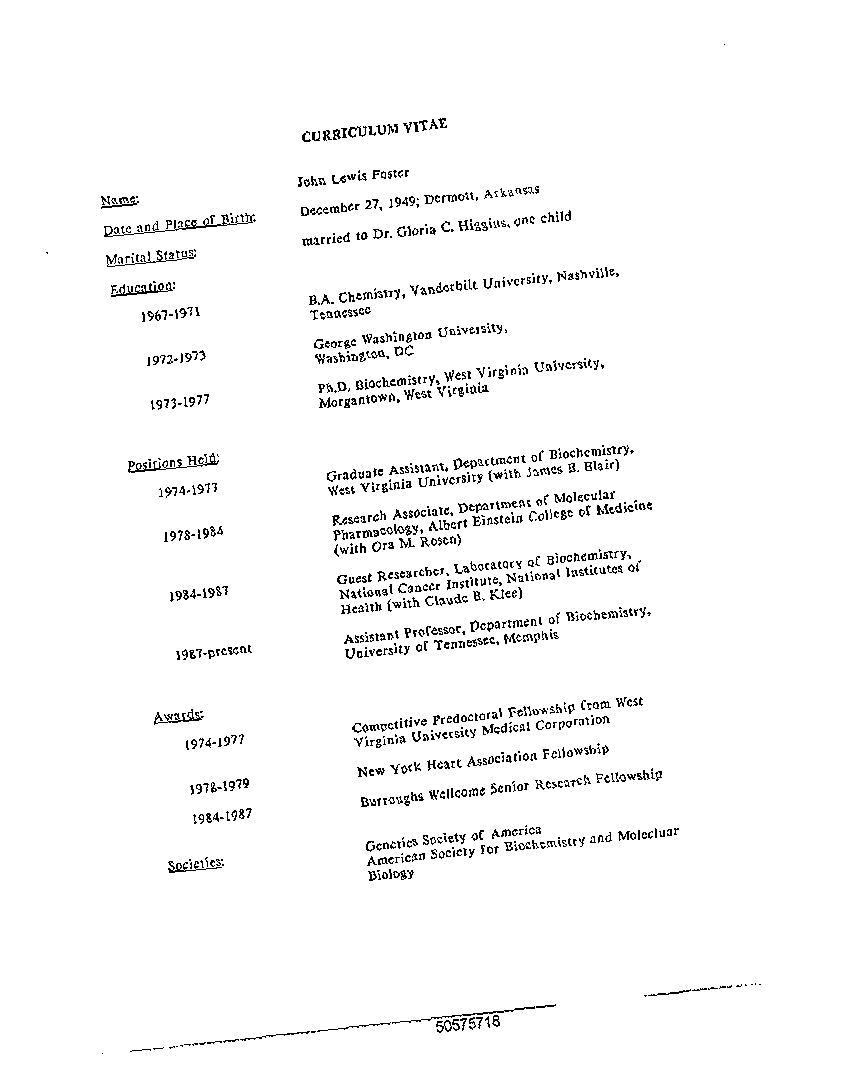 CURRICULUM VITAE
Name: John Lewis Foster
Date and Place of Birth: December 27, 1949; Dermott, Arkansas
Marital Status: married to Dr. Gloria C. Higgins, one child
Education:
1967-1971 B.A. Chemistry, Vanderbilt University, Nashville,
Tennessee
1972-1973 George Washington University,
Washington, DC
1973-1977 Ph.D. Biochemistry, West Virginia University,
Morgantown, West Virginia
Positions Held:
1974-1977 Graduate Assistant, Department of Biochemistry,
West Virginia University (with James B. Blair)
1978-1984 Research Associate, Department of Molecular
Pharmacology, Albert Einstein College of Medicine
(with Ora M. Rosen)
1984-1987 Guest Researcher, Laboratory of Biochemistry,
National Cancer Institute, National Institutes of
Health (with Claude B. Klee)
1987-present Assistant Professor, Department of Biochemistry,
University of Tennessee, Memphis
Awards:
1974-1977 Competitive Predoctoral Fellowship from West
Virginia University Medical Corporation
1978-1979 New York Heart Association Fellowship
1984-1987 Burroughs Wellcome Senior Research Fellowship
Societies: Genetics Society of America
American Society for Biochemistry and Molecluar
Biology
50575718